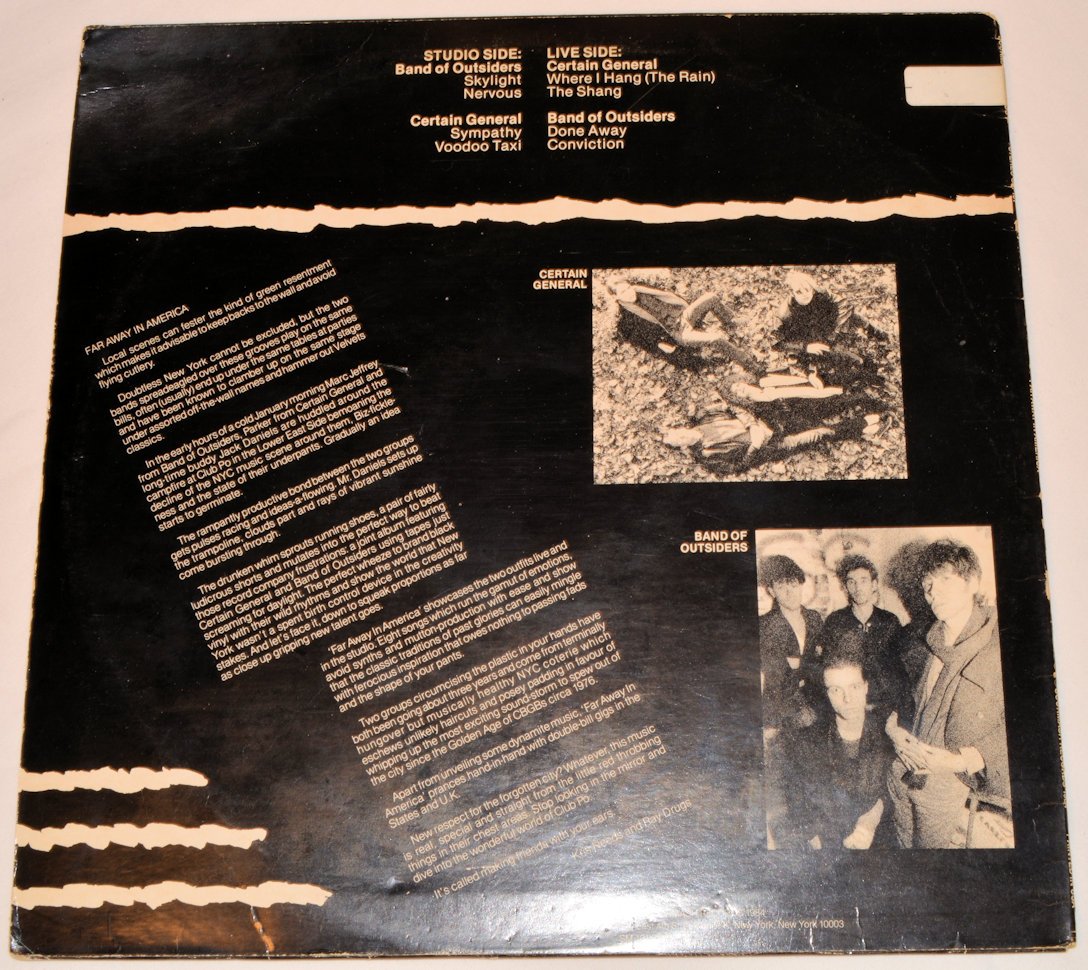 STUDIO SIDE:
Band of Outsiders
Skylight
Nervous
Certain General
Sympathy
Voodoo Taxi
LIVE SIDE:
Certain General
Where I Hang (The Rain)
The Shang
Band of Outsiders
Done Away
Conviction
CERTAIN
GENERAL
BAND OF
OUTSIDERS
FAR AWAY IN AMERICA
Local scenes can fester the kind of green resentment
which makes it advisable to keep backs to the wall and avoid
flying cutlery.
Doubtless New York cannot be excluded, but the two
bands spreadeagled over these grooves play on the same
bills, often (usually) end up under the same tables at parties
and have been known to clamber up on the same stage
under assorted off-the-wall names and hammer out Velvets
classics.
In the early hours of a cold January morning Marc Jeffrey
from Band of Outsiders, Parker from Certain General and
long-time buddy Jack Daniels are huddled around the
campfire at Club Po in the Lower East Side bemoaning the
decline of the NYC music scene around them, Biz-fickle-
ness and the state of their underpants. Gradually an idea
starts to germinate.
The rampantly productive bond between the two groups
gets pulses racing and ideas-a-flowing. Mr. Daniels sets up
the trampoline, clouds part and rays of vibrant sunshine
come bursting through.
The drunken whim sprouts running shoes, a pair of fairly
ludicrous shorts and mutates into the perfect way to beat
those record company frustrations: a joint album featuring
Certain General and Band of Outsiders using tapes just
screaming for daylight. The perfect wheeze to brand black
vinyl with their wild rhythms and show the world that New
York wasn't a spent birth control device in the creativity
stakes. And let's face it, down to squeak proportions as far
as close up gripping new talent goes.
'Far Away In America' showcases the two outfits live and
in the studio. Eight songs which run the gamut of emotions,
avoid synths and mutton-production with ease and show
that the classic traditions of past glories can easily mingle
with ferocious inspiration that owes nothing to passing fads
and the shape of your pants.
Two groups circumcising the plastic in your hands have
both been going about three years and come from terminally
hungover but musically healthy NYC coterie which
eschews unlikely haircuts and posey padding in favour of
whipping up the most exciting sound-storm to spew out of
the city since the Golden Age of CBGBs circa 1976.
Apart from unveiling some dynamite music 'Far Away In
America' prances hand-in-hand with double-bill gigs in the
States and U.K.
New respect for the forgotten city? Whatever, this music
is real, special and straight from the little red throbbing
things in their chest areas. Stop looking in the mirror and
dive into the wonderful world of Club Po.
It's called making friends with your ears.
Kris Needs and Ray Drugs
1984
New York, New York 10003